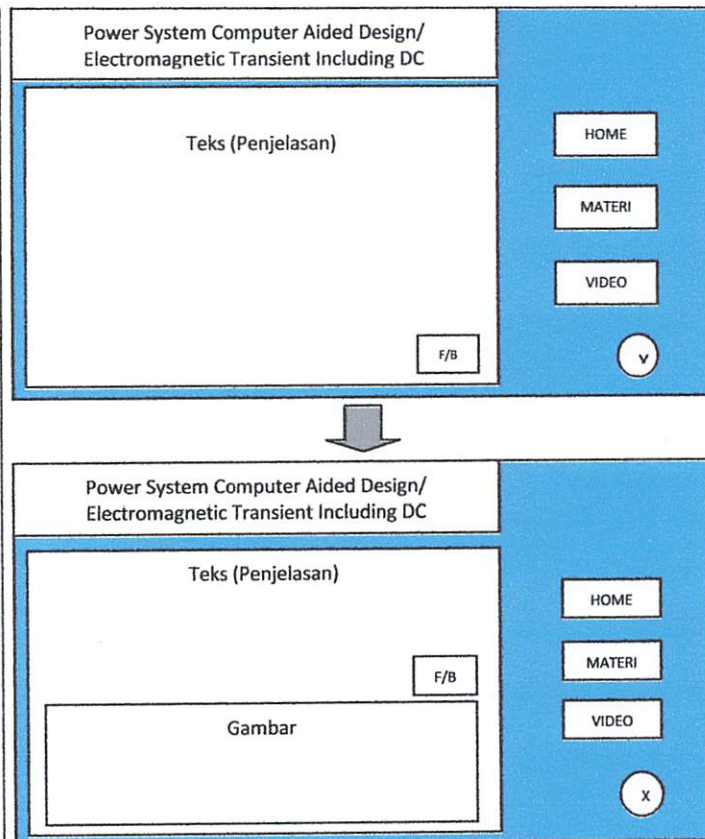 Power System Computer Aided Design/
Electromagnetic Transient Including DC
Teks (Penjelasan)
HOME
MATERI
VIDEO
F/B
v
Power System Computer Aided Design/
Electromagnetic Transient Including DC
Teks (Penjelasan)
HOME
MATERI
F/B
VIDEO
Gambar
X